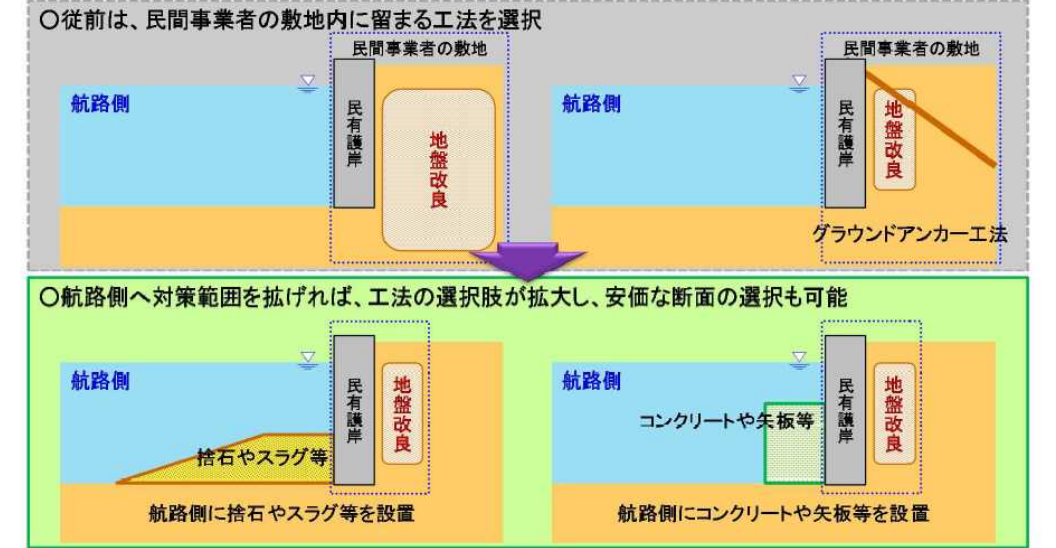 〇従前は、民間事業者の敷地内に留まる工法を選択
民間事業者の敷地
航路側
民有護岸
地盤改良
民間事業者の敷地
航路側
民有護岸
地盤改良
グラウンドアンカー工法
〇航路側へ対策範囲を拡げれば、工法の選択肢が拡大し、安価な断面の選択も可能
航路側
民有護岸
地盤改良
捨石やスラグ等
航路側に捨石やスラグ等を設置
航路側
民有護岸
地盤改良
コンクリートや矢板等
航路側にコンクリートや矢板等を設置